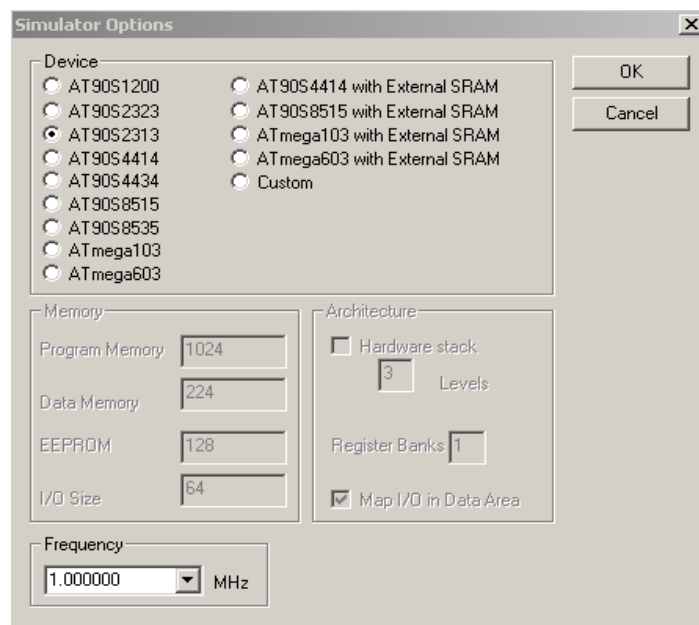 Simulator Options
Device
AT90S1200
AT90S2323
AT90S2313
AT90S4414
AT90S4434
AT90S8515
AT90S8535
ATmega103
ATmega603
AT90S4414 with External SRAM
AT90S8515 with External SRAM
ATmega103 with External SRAM
ATmega603 with External SRAM
Custom
OK
Cancel
Memory
Program Memory 1024
Data Memory 224
EEPROM 128
I/O Size 64
Architecture
Hardware stack
3 Levels
Register Banks 1
Map I/O in Data Area
Frequency
1.000000 MHz